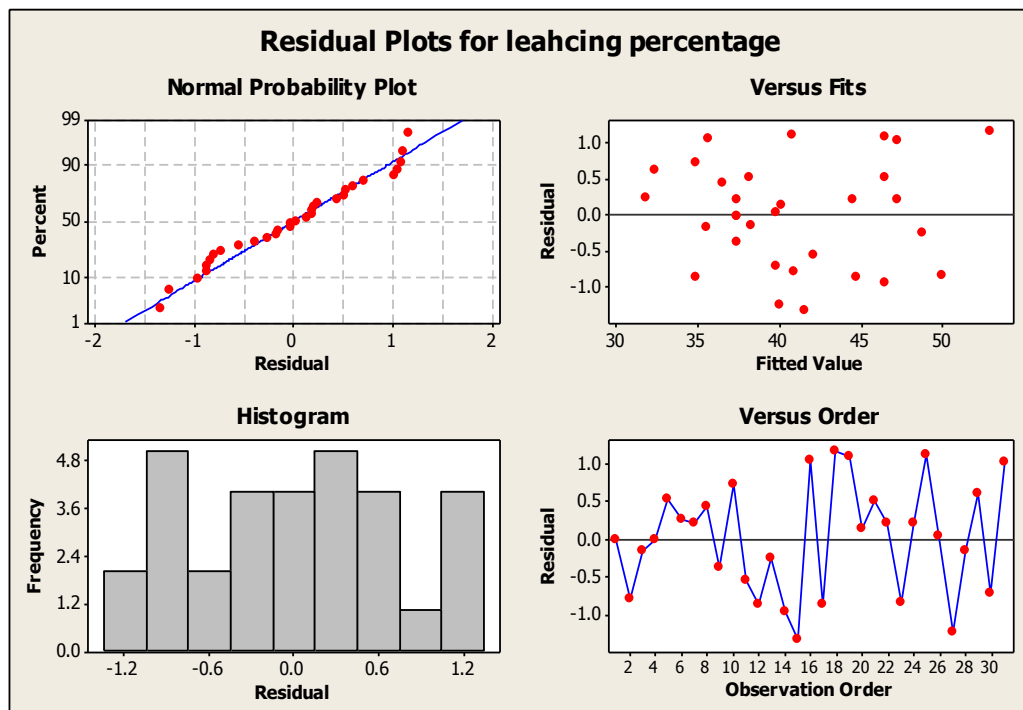 Residual Plots for leahcing percentage
Normal Probability Plot
Percent
99
90
50
10
1
-2 -1 0 1 2
Residual
Versus Fits
Residual
1.0
0.5
0.0
-0.5
-1.0
30 35 40 45 50
Fitted Value
Histogram
Frequency
4.8
3.6
2.4
1.2
0.0
-1.2 -0.6 0.0 0.6 1.2
Residual
Versus Order
Residual
1.0
0.5
0.0
-0.5
-1.0
2 4 6 8 10 12 14 16 18 20 22 24 26 28 30
Observation Order